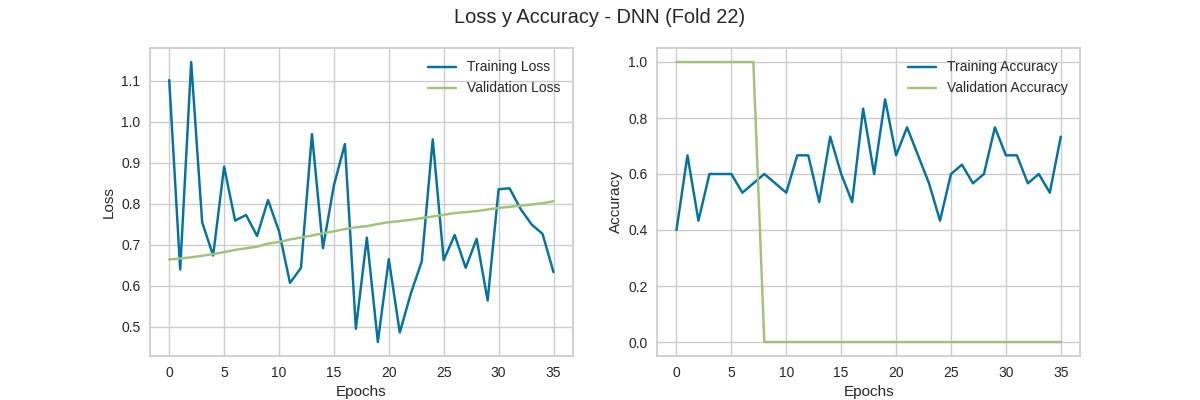 Loss y Accuracy - DNN (Fold 22)
Training Loss
Validation Loss
1.1
1.0
0.9
0.8
0.7
0.6
0.5
Loss
0 5 10 15 20 25 30 35
Epochs
Training Accuracy
Validation Accuracy
1.0
0.8
0.6
0.4
0.2
0.0
Accuracy
0 5 10 15 20 25 30 35
Epochs